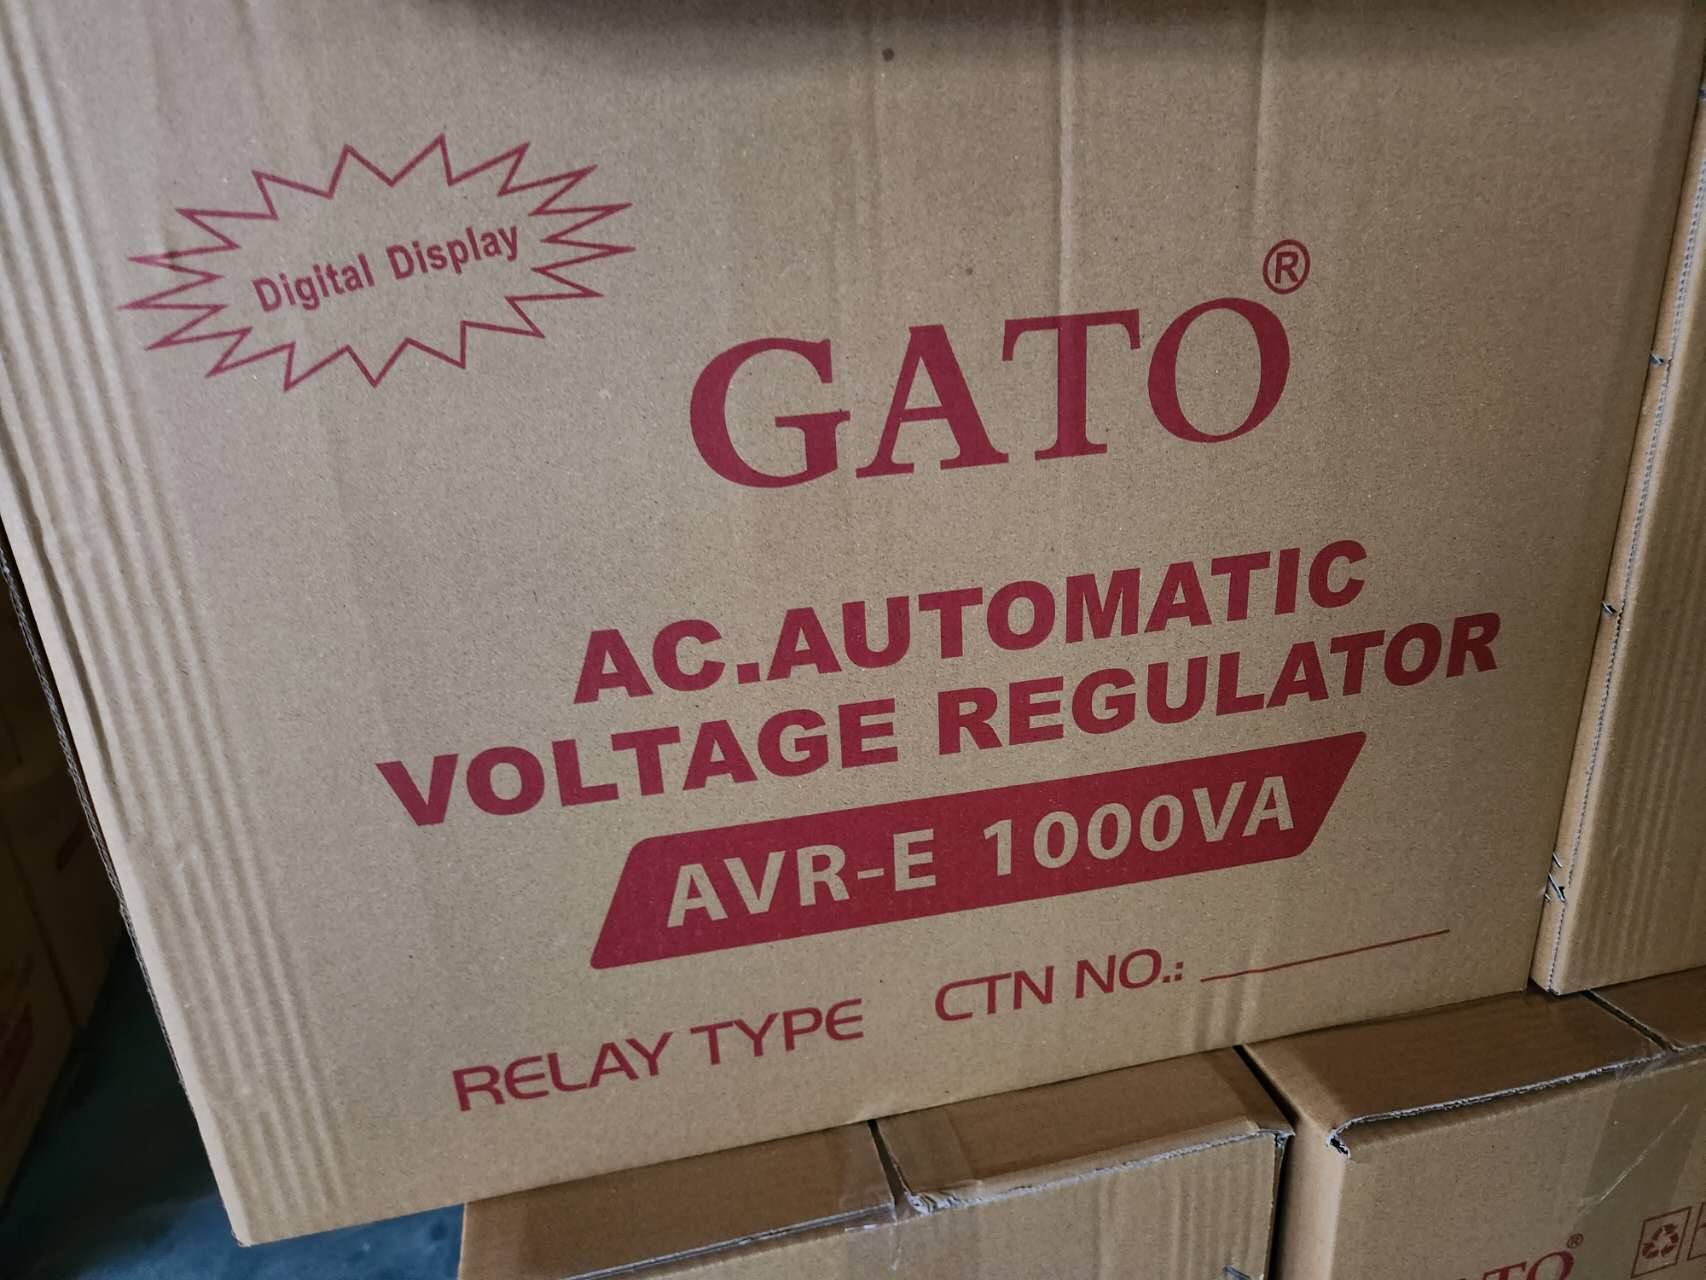 Digital Display
GATO®
AC.AUTOMATIC
VOLTAGE REGULATOR
AVR-E 1000VA
RELAY TYPE CTN NO.: